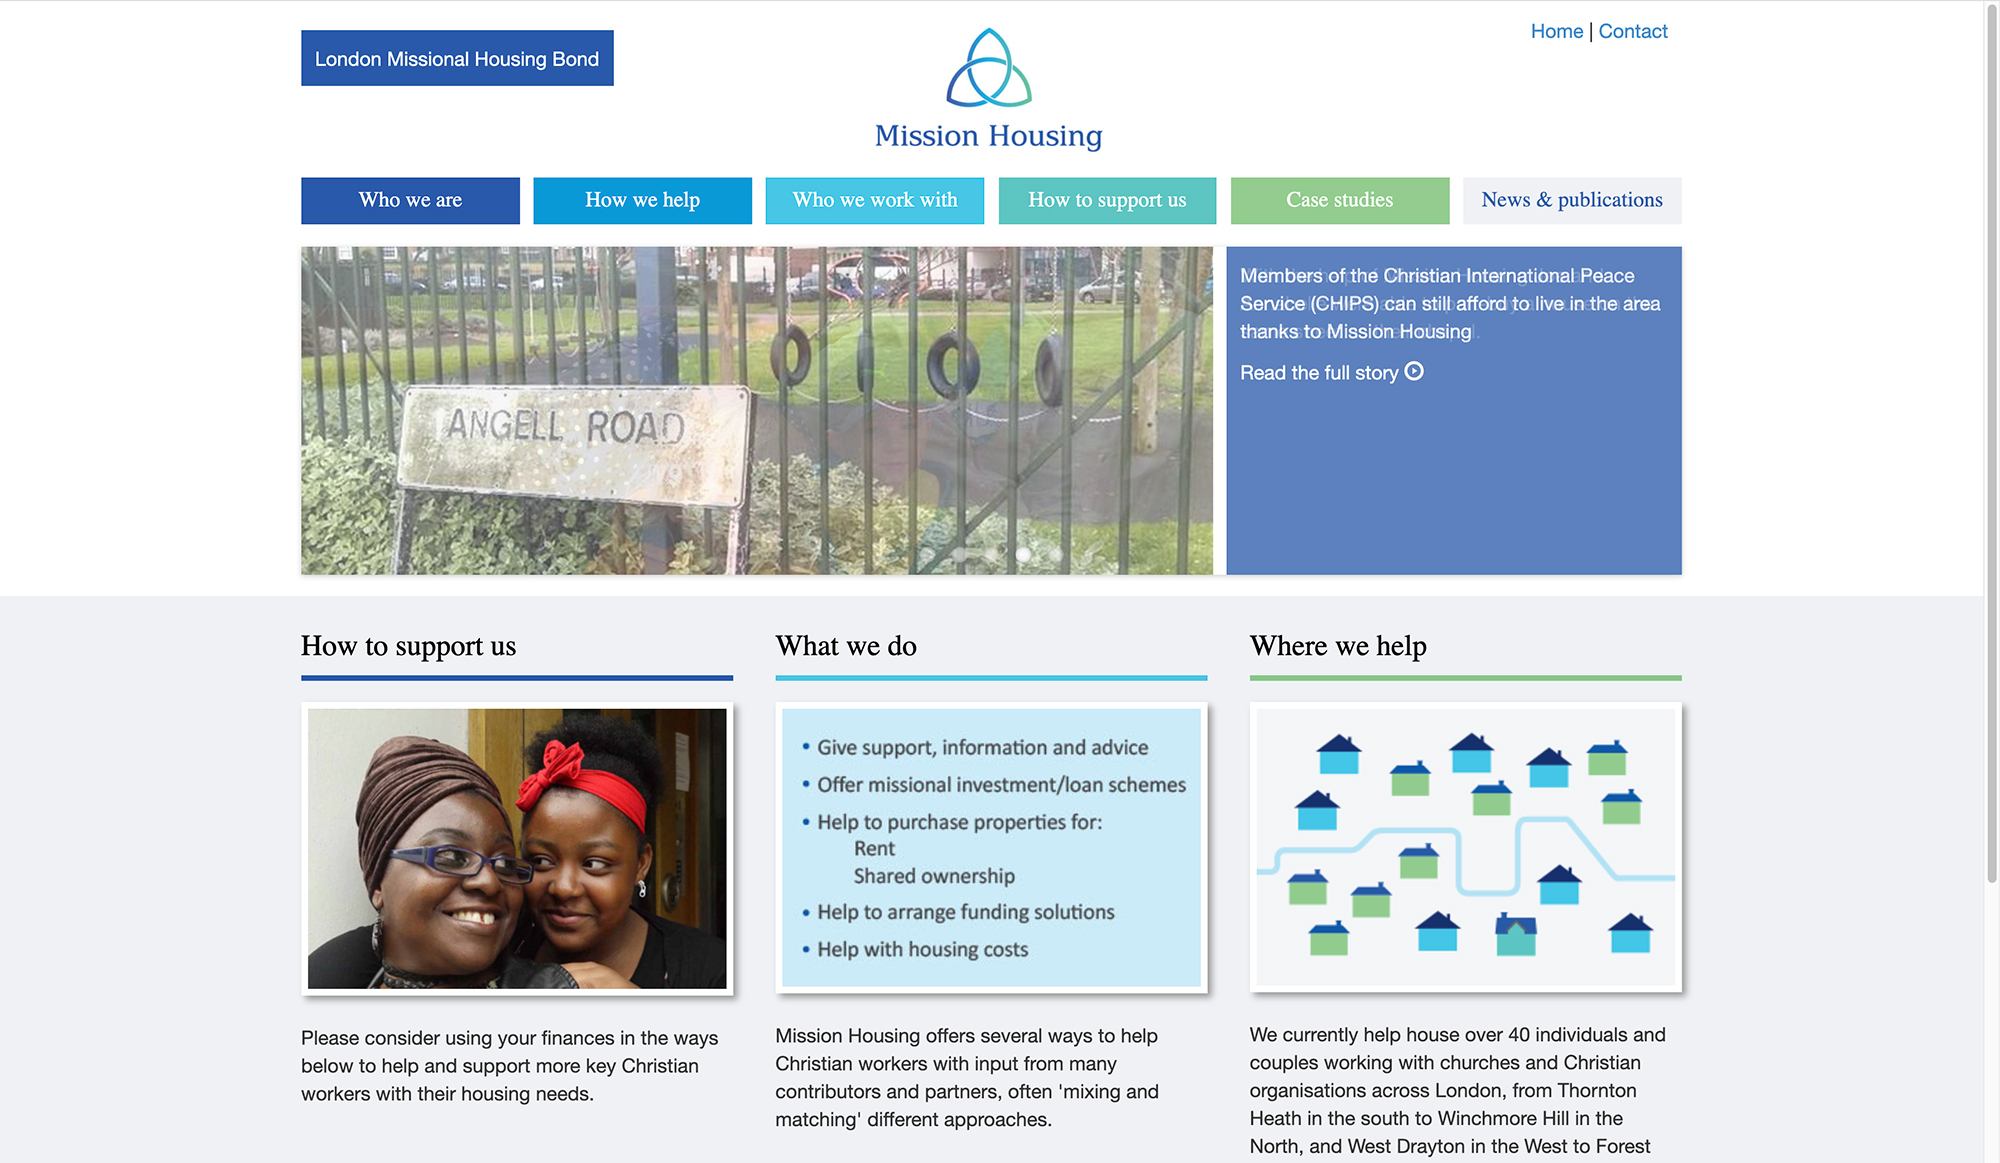 London Missional Housing Bond
Home | Contact
Mission Housing
Who we are
How we help
Who we work with
How to support us
Case studies
News & publications
ANGELL ROAD
Members of the Christian International Peace
Service (CHIPS) can still afford to live in the area
thanks to Mission Housing
Read the full story
How to support us
What we do
Where we help
• Give support, information and advice
• Offer missional investment/loan schemes
• Help to purchase properties for:
Rent
Shared ownership
• Help to arrange funding solutions
• Help with housing costs
Please consider using your finances in the ways
below to help and support more key Christian
workers with their housing needs.
Mission Housing offers several ways to help
Christian workers with input from many
contributors and partners, often 'mixing and
matching' different approaches.
We currently help house over 40 individuals and
couples working with churches and Christian
organisations across London, from Thornton
Heath in the south to Winchmore Hill in the
North, and West Drayton in the West to Forest